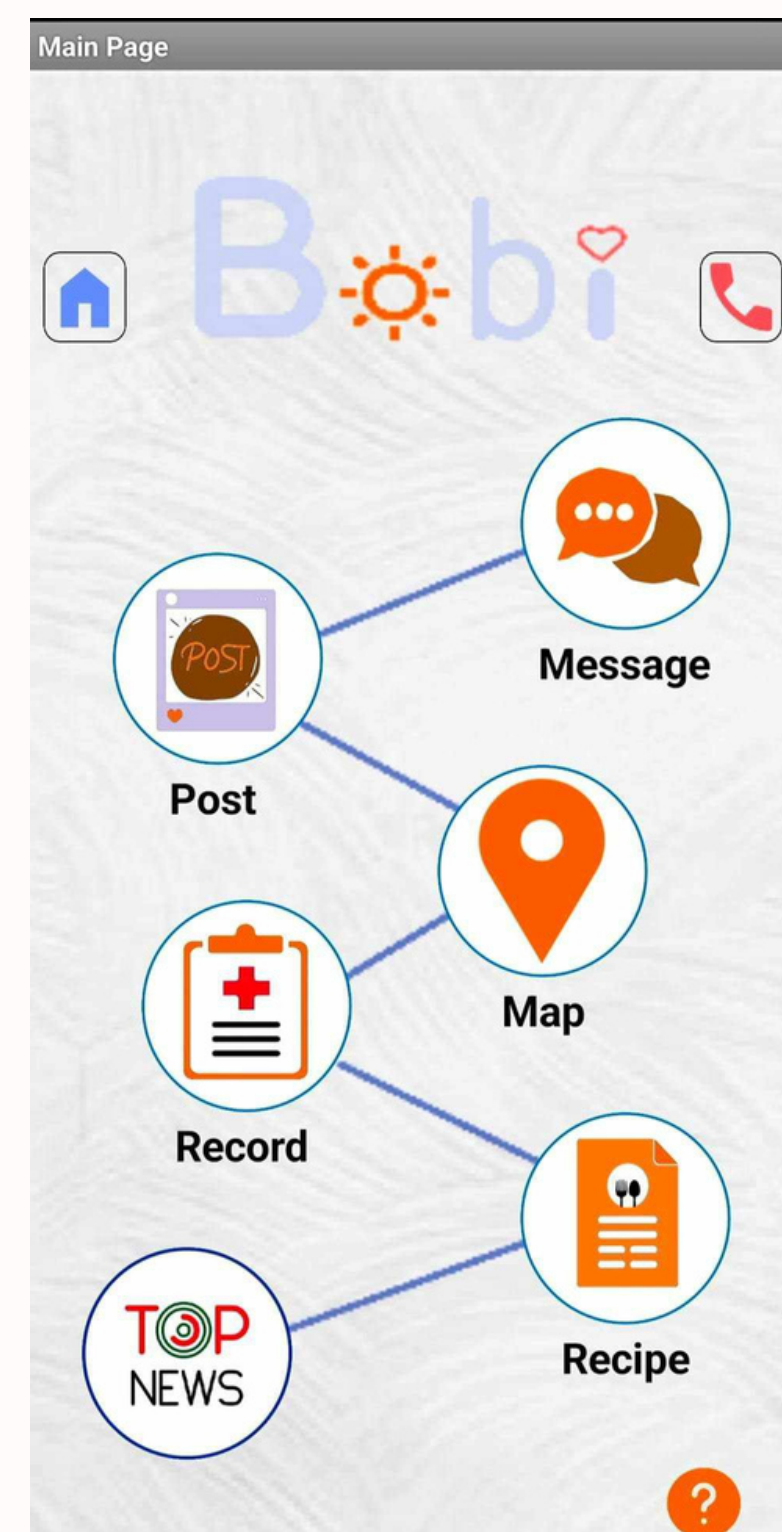 Main Page
Bobi
Message
POST
Post
Map
Record
Recipe
TOP
NEWS
?